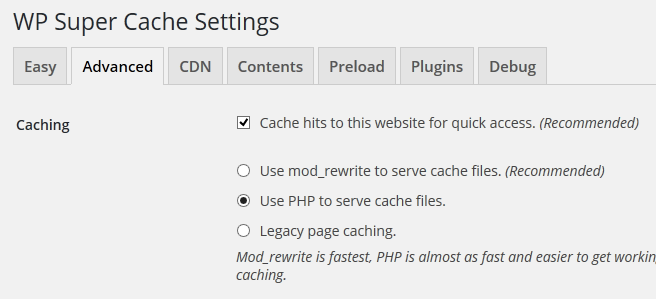 WP Super Cache Settings
Easy Advanced CDN Contents Preload Plugins Debug
Caching Cache hits to this website for quick access. (Recommended)
Use mod_rewrite to serve cache files. (Recommended)
Use PHP to serve cache files.
Legacy page caching.
Mod_rewrite is fastest, PHP is almost as fast and easier to get
caching.